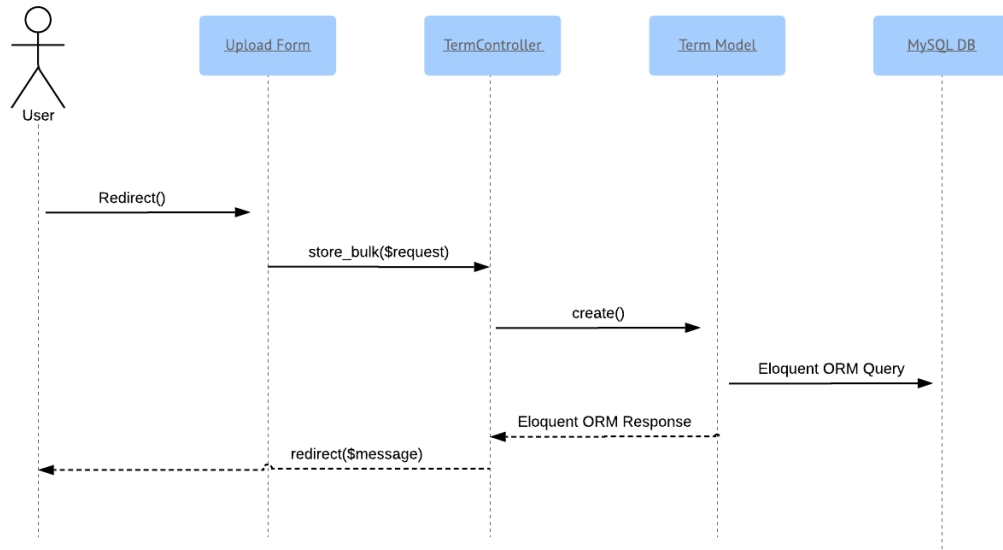 Upload Form
TermController
Term Model
MySQL DB
User
Redirect()
store_bulk($request)
create()
Eloquent ORM Query
Eloquent ORM Response
redirect($message)